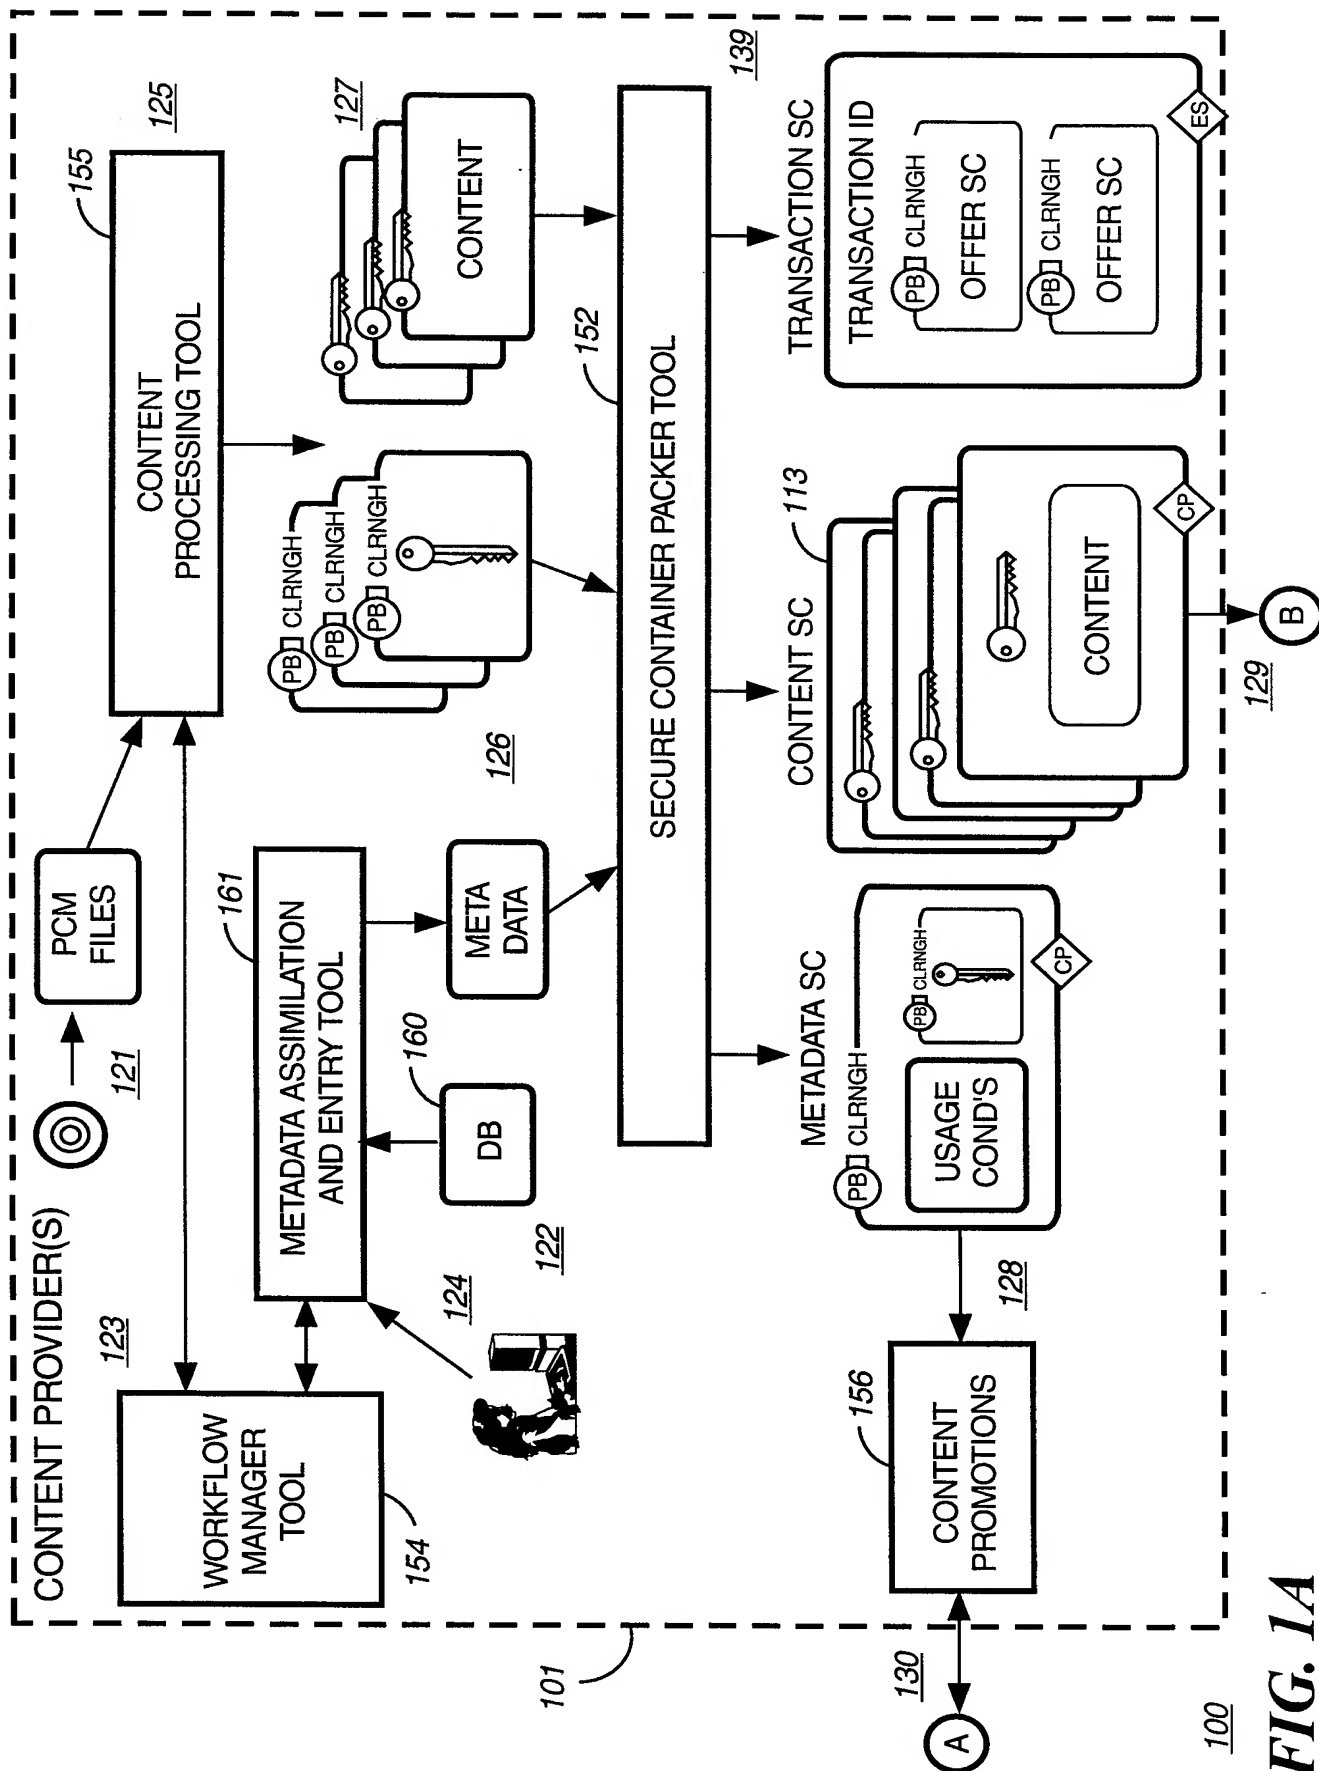 CONTENT PROVIDER(S)
121
PCM
FILES
123
WORKFLOW
MANAGER
TOOL
154
155
125
CONTENT
PROCESSING TOOL
161
METADATA ASSIMILATION
AND ENTRY TOOL
124
160
DB
122
META
DATA
126
PB CLRNGH
PB CLRNGH
PB CLRNGH
127
CONTENT
152
SECURE CONTAINER PACKER TOOL
139
METADATA SC
PB CLRNGH
USAGE
COND'S
PB CLRNGH
CP
CONTENT SC
113
CONTENT
CP
TRANSACTION SC
TRANSACTION ID
PB CLRNGH
OFFER SC
PB CLRNGH
OFFER SC
ES
128
156
CONTENT
PROMOTIONS
101
130
A
129
B
100
FIG. 1A